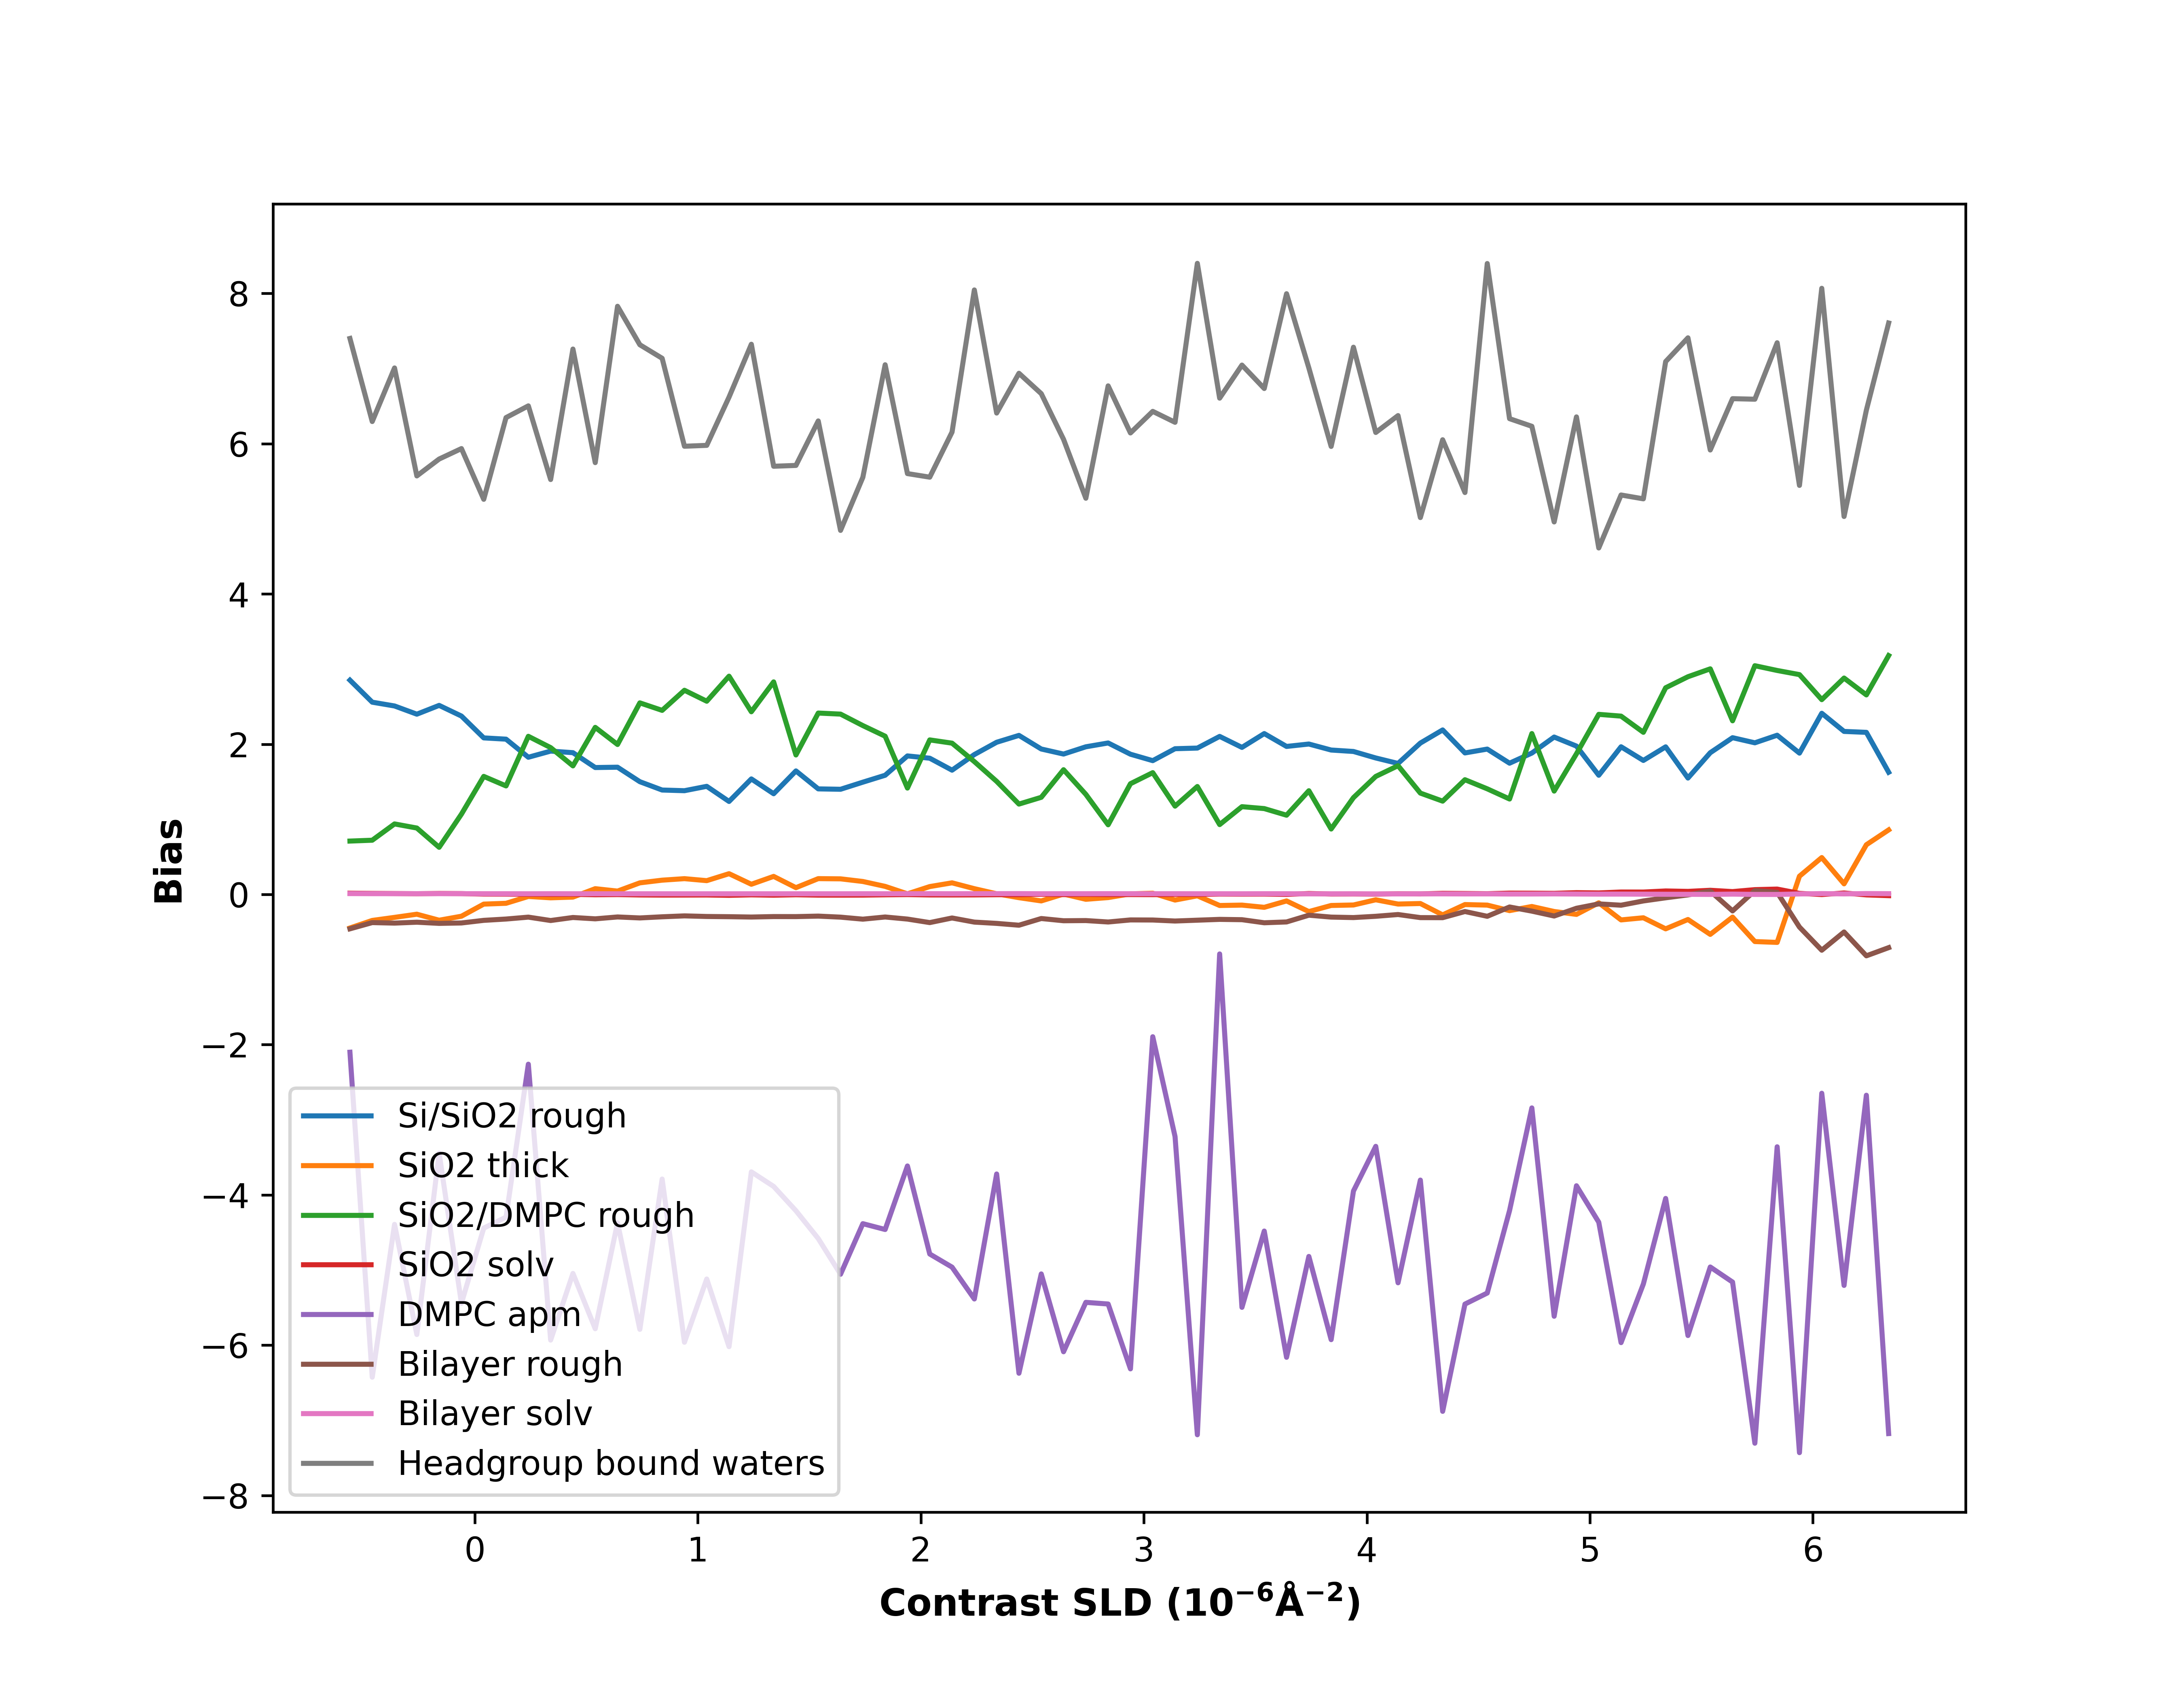 Bias
8
6
4
2
0
−2
−4
−6
−8
Si/SiO2 rough
SiO2 thick
SiO2/DMPC rough
SiO2 solv
DMPC apm
Bilayer rough
Bilayer solv
Headgroup bound waters
0 1 2 3 4 5 6
Contrast SLD (10⁻⁶Å⁻²)